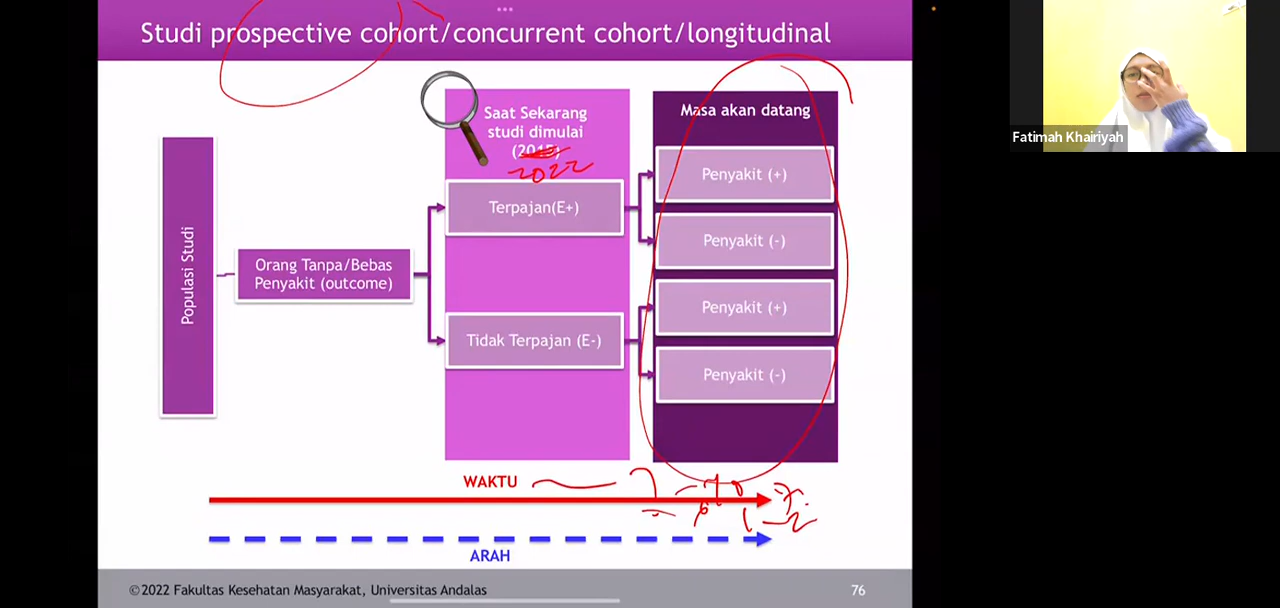 Studi prospective cohort/concurrent cohort/longitudinal
Saat Sekarang
studi dimulai
(2015)
2022
Masa akan datang
Populasi Studi
Orang Tanpa/Bebas
Penyakit (outcome)
Terpajan(E+)
Tidak Terpajan (E-)
Penyakit (+)
Penyakit (-)
Penyakit (+)
Penyakit (-)
WAKTU
ARAH
©2022 Fakultas Kesehatan Masyarakat, Universitas Andalas
76
Fatimah Khairiyah